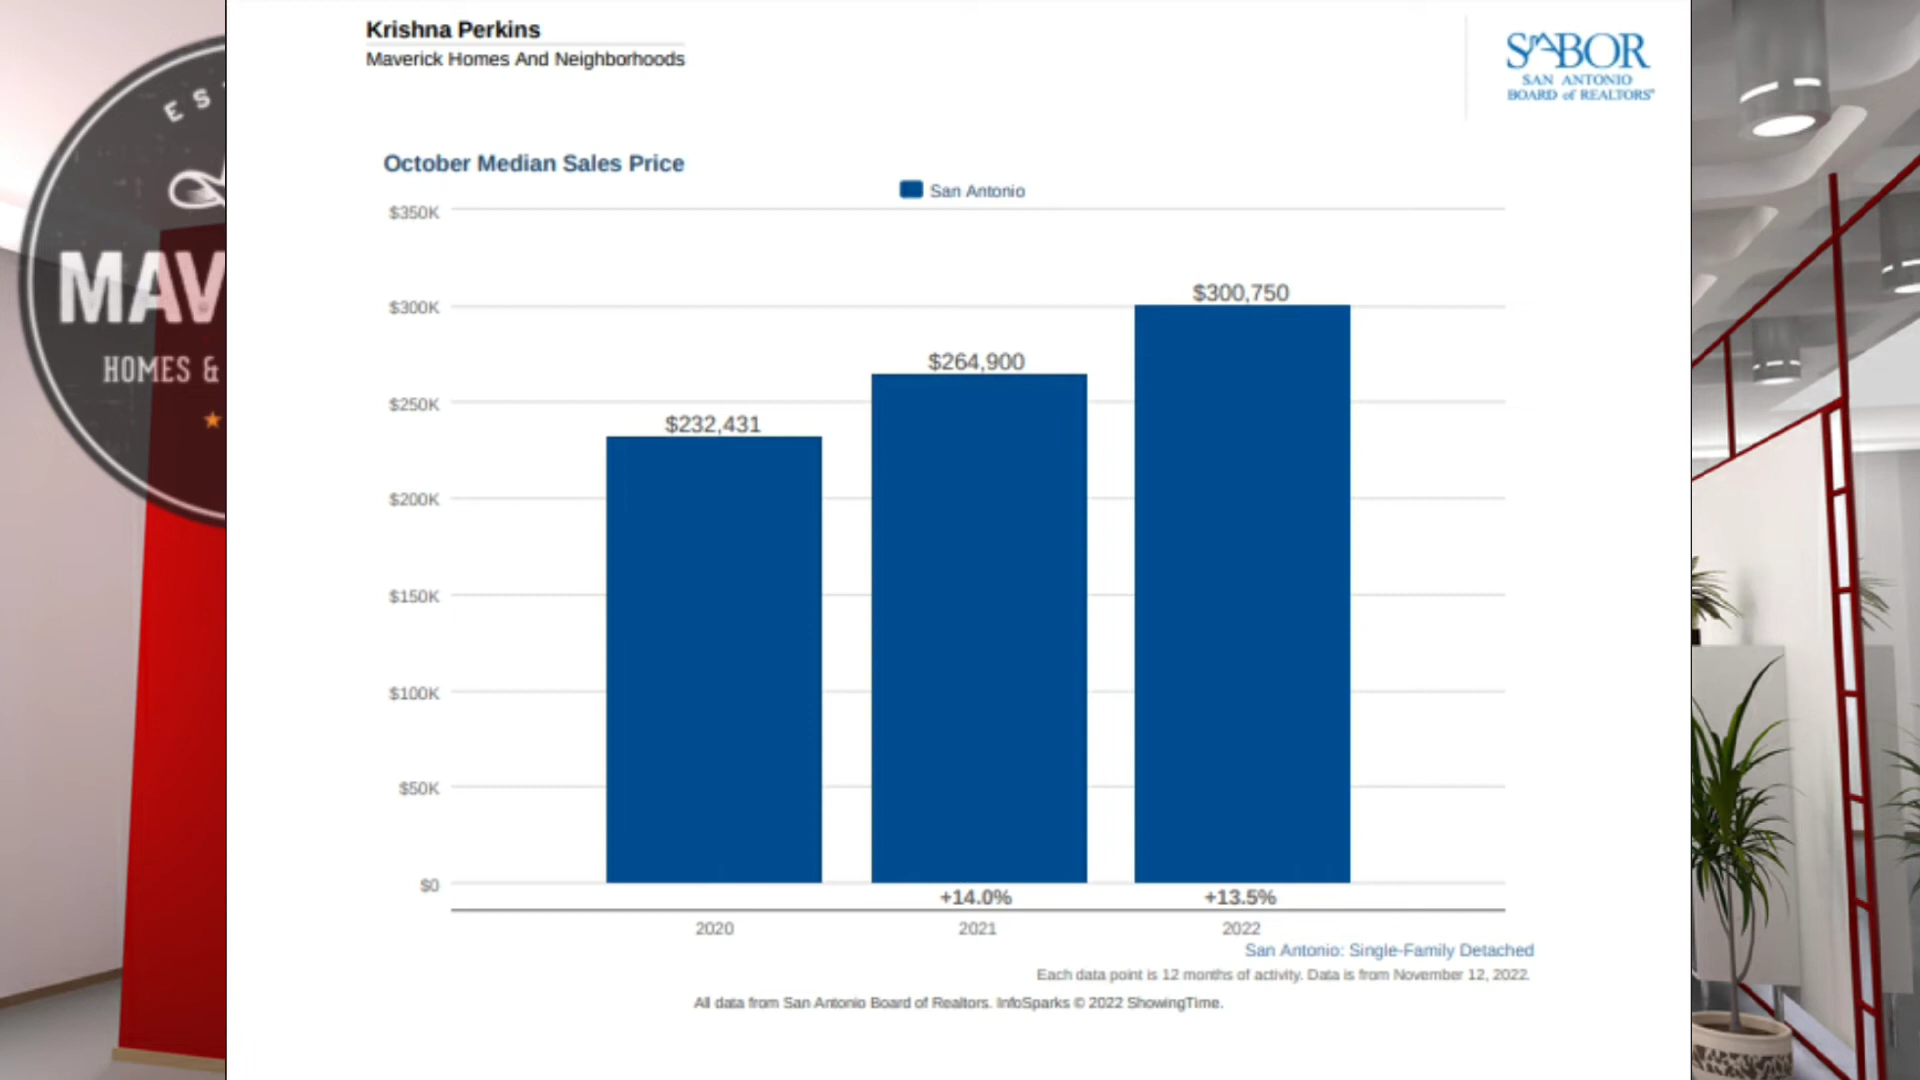 Krishna Perkins
Maverick Homes And Neighborhoods
SABOR
SAN ANTONIO
BOARD of REALTORS®
EST
MAV
HOMES &
October Median Sales Price
San Antonio
$350K
$300K
$250K
$200K
$150K
$100K
$50K
$0
$232,431
$264,900
$300,750
+14.0%
+13.5%
2020
2021
2022
San Antonio: Single-Family Detached
Each data point is 12 months of activity. Data is from November 12, 2022.
All data from San Antonio Board of Realtors. InfoSparks © 2022 ShowingTime.